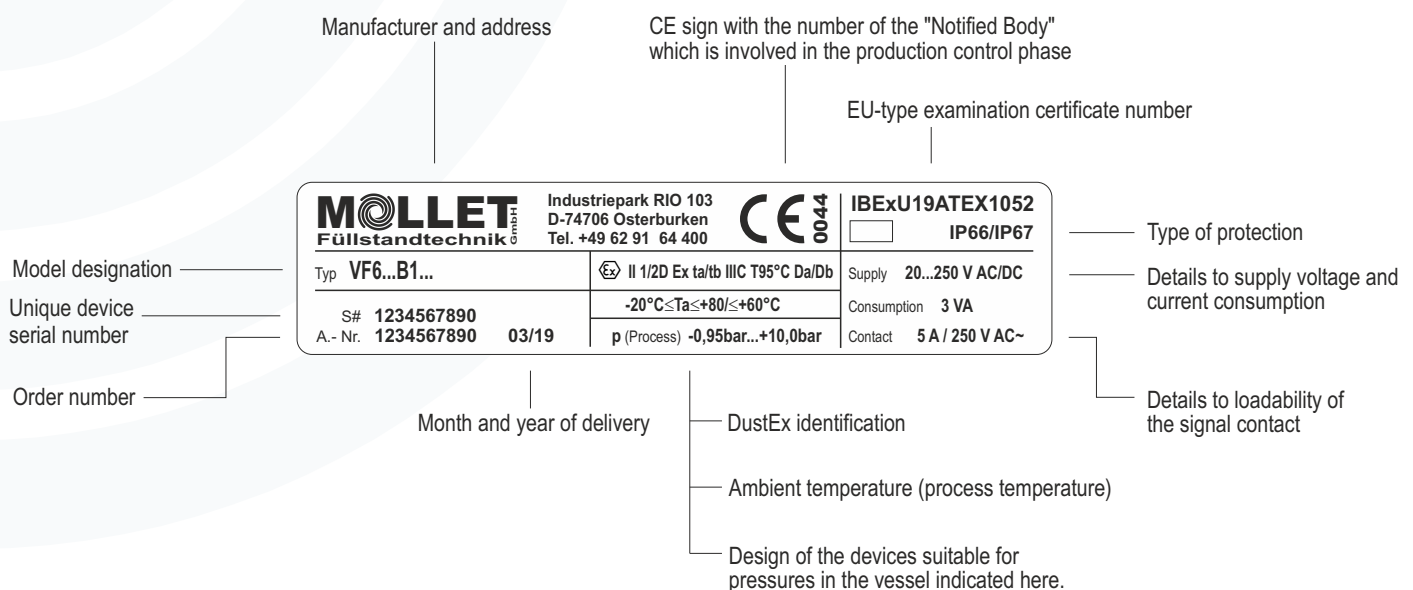 Manufacturer and address
CE sign with the number of the "Notified Body"
which is involved in the production control phase
EU-type examination certificate number
MOLLET GmbH
Füllstandtechnik
Industriepark RIO 103
D-74706 Osterburken
Tel. +49 62 91 64 400
CE 0044
IBExU19ATEX1052
IP66/IP67
Type of protection
Model designation
Typ VF6...B1...
Ex II 1/2D Ex ta/tb IIIC T95°C Da/Db
Supply 20...250 V AC/DC
Details to supply voltage and
current consumption
Unique device
serial number
S# 1234567890
-20°C≤Ta≤+80/≤+60°C
Consumption 3 VA
A.- Nr. 1234567890 03/19
p (Process) -0,95bar...+10,0bar
Contact 5 A / 250 V AC~
Order number
Month and year of delivery
DustEx identification
Details to loadability of
the signal contact
Ambient temperature (process temperature)
Design of the devices suitable for
pressures in the vessel indicated here.